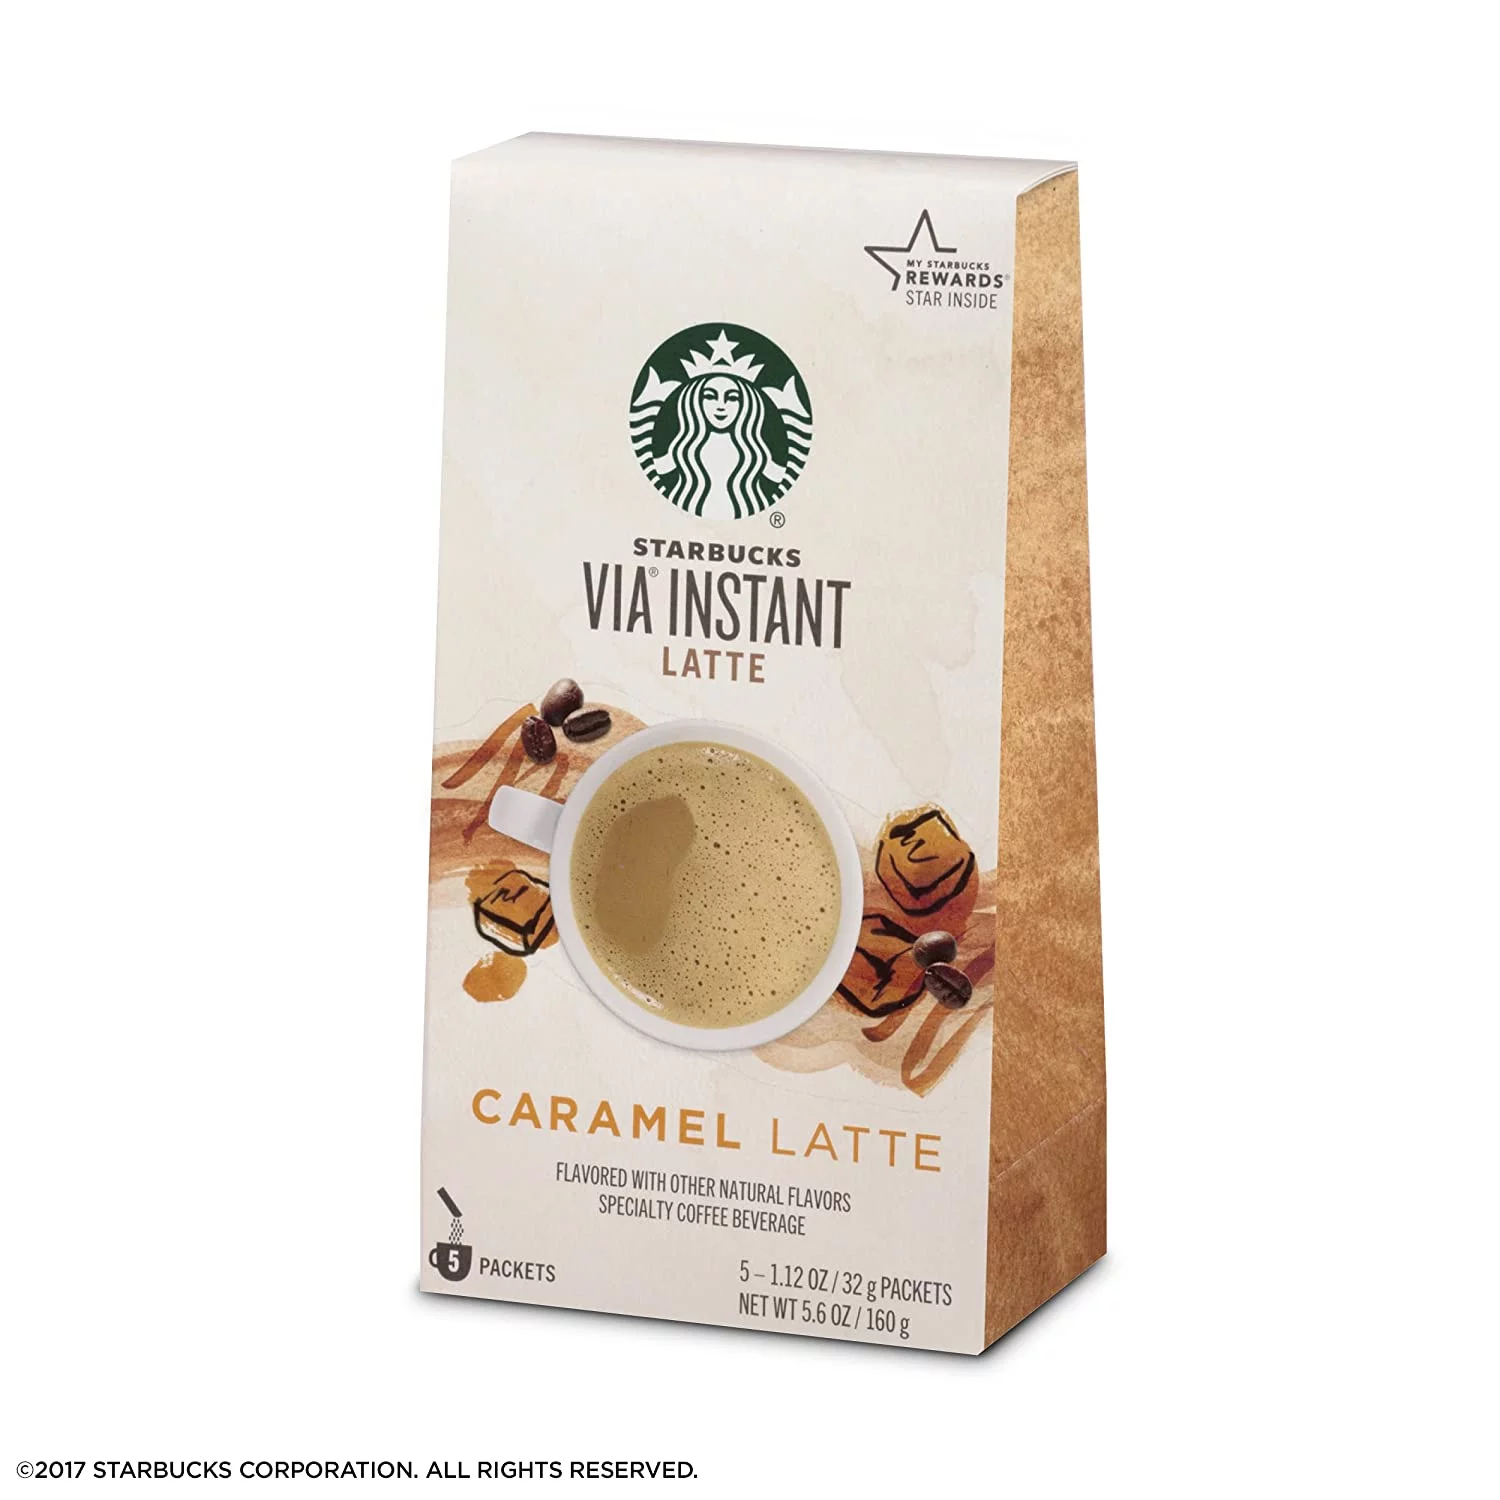 MY STARBUCKS
REWARDS®
STAR INSIDE
®
STARBUCKS
VIA® INSTANT
LATTE
CARAMEL LATTE
FLAVORED WITH OTHER NATURAL FLAVORS
SPECIALTY COFFEE BEVERAGE
5 PACKETS
5 – 1.12 OZ / 32 g PACKETS
NET WT 5.6 OZ / 160 g
©2017 STARBUCKS CORPORATION. ALL RIGHTS RESERVED.